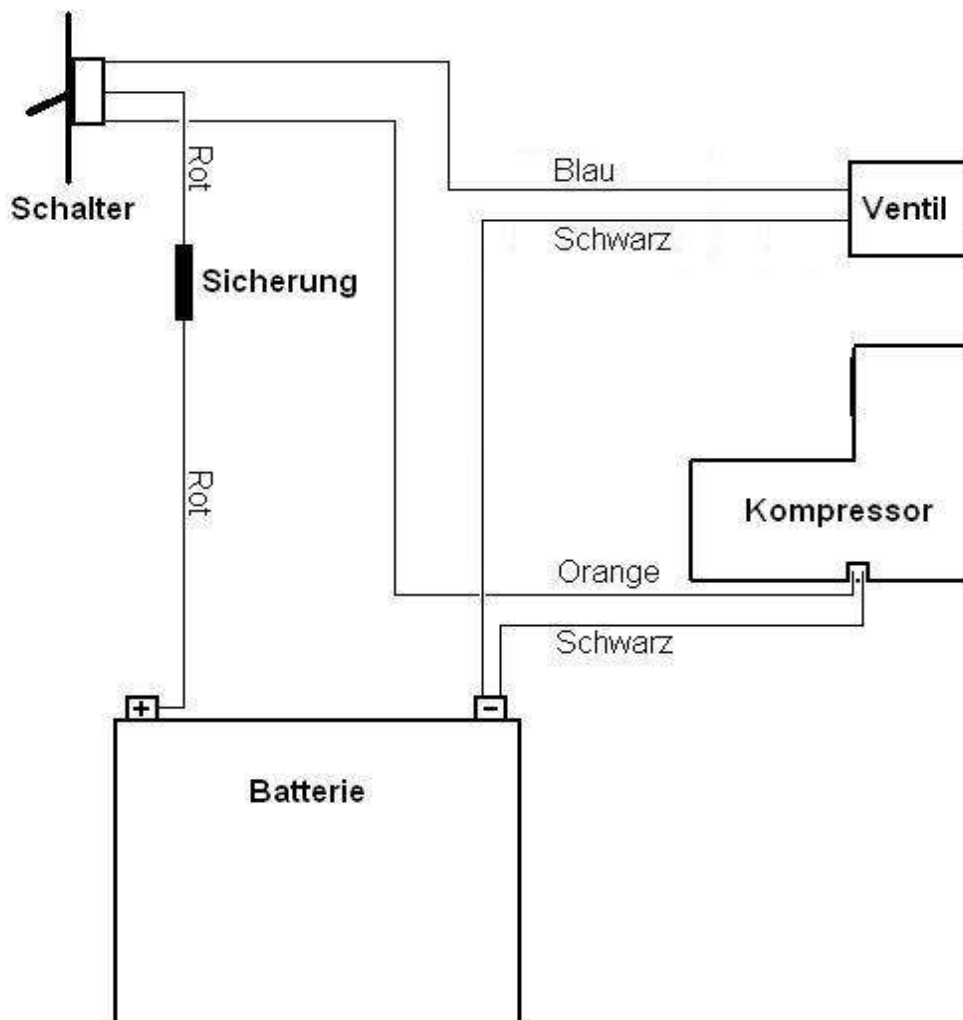 Rot
Blau
Schalter
Ventil
Schwarz
Sicherung
Rot
Kompressor
Orange
Schwarz
+
-
Batterie